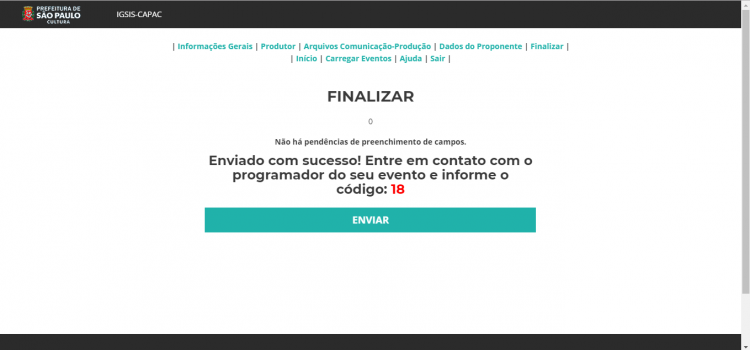 PREFEITURA DE
SÃO PAULO
CULTURA
IGSIS-CAPAC
| Informações Gerais | Produtor | Arquivos Comunicação-Produção | Dados do Proponente | Finalizar |
| Início | Carregar Eventos | Ajuda | Sair |
FINALIZAR
0
Não há pendências de preenchimento de campos.
Enviado com sucesso! Entre em contato com o
programador do seu evento e informe o
código: 18
ENVIAR